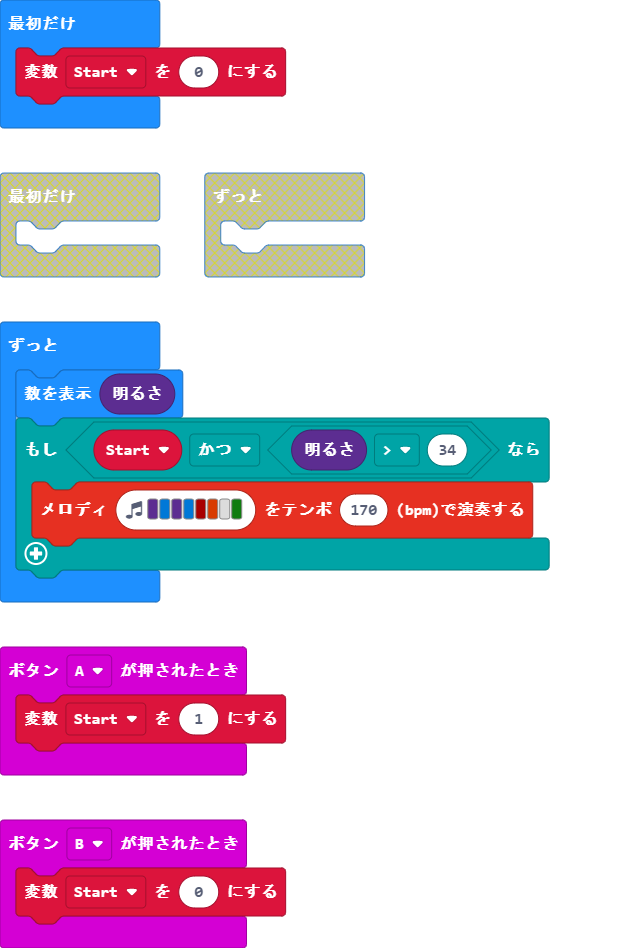 最初だけ
変数 Start を 0 にする
最初だけ ずっと
ずっと
数を表示 明るさ
もし Start かつ 明るさ > 34 なら
メロディ をテンポ 170 (bpm)で演奏する
ボタン A が押されたとき
変数 Start を 1 にする
ボタン B が押されたとき
変数 Start を 0 にする